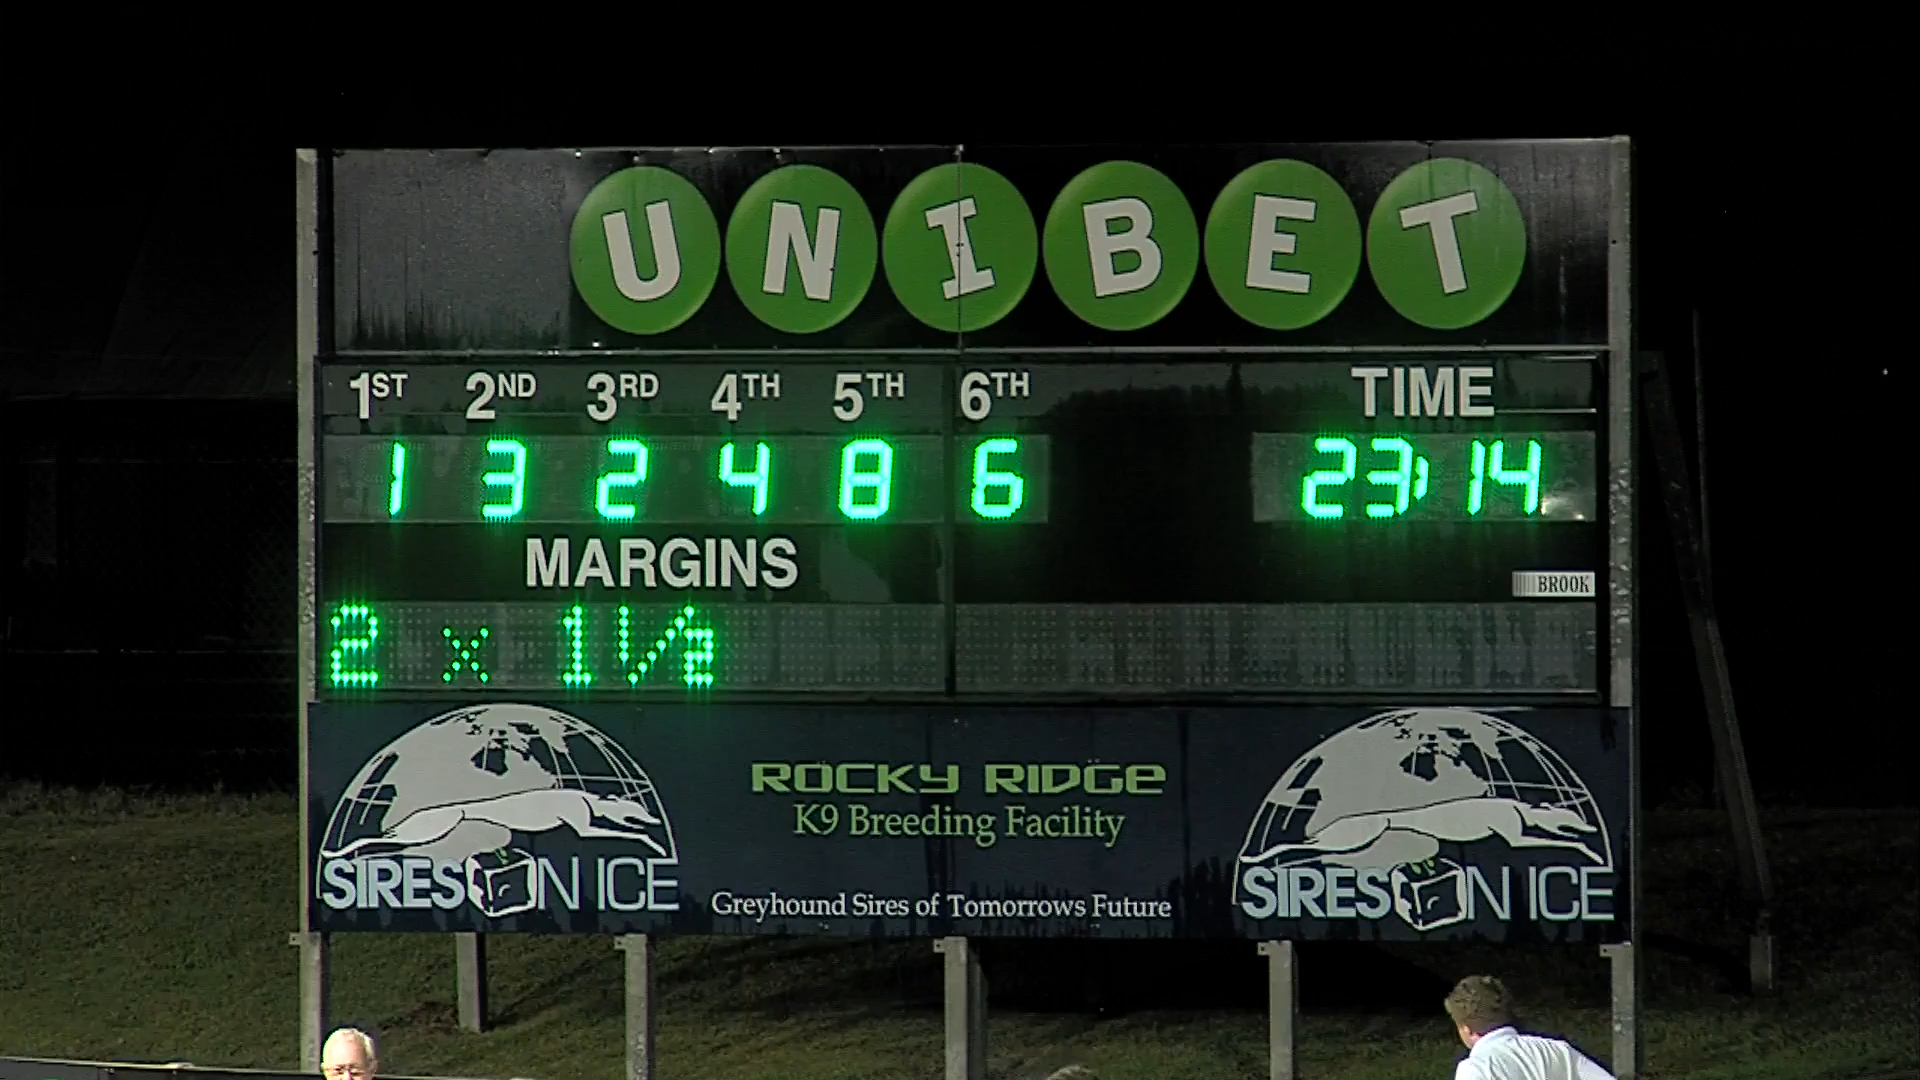 UNIBET
1ST 2ND 3RD 4TH 5TH 6TH TIME
1 3 2 4 8 6 23:14
MARGINS
BROOK
2 x 1½
ROCKY RIDGE
K9 Breeding Facility
SIRES ON ICE
Greyhound Sires of Tomorrows Future
SIRES ON ICE